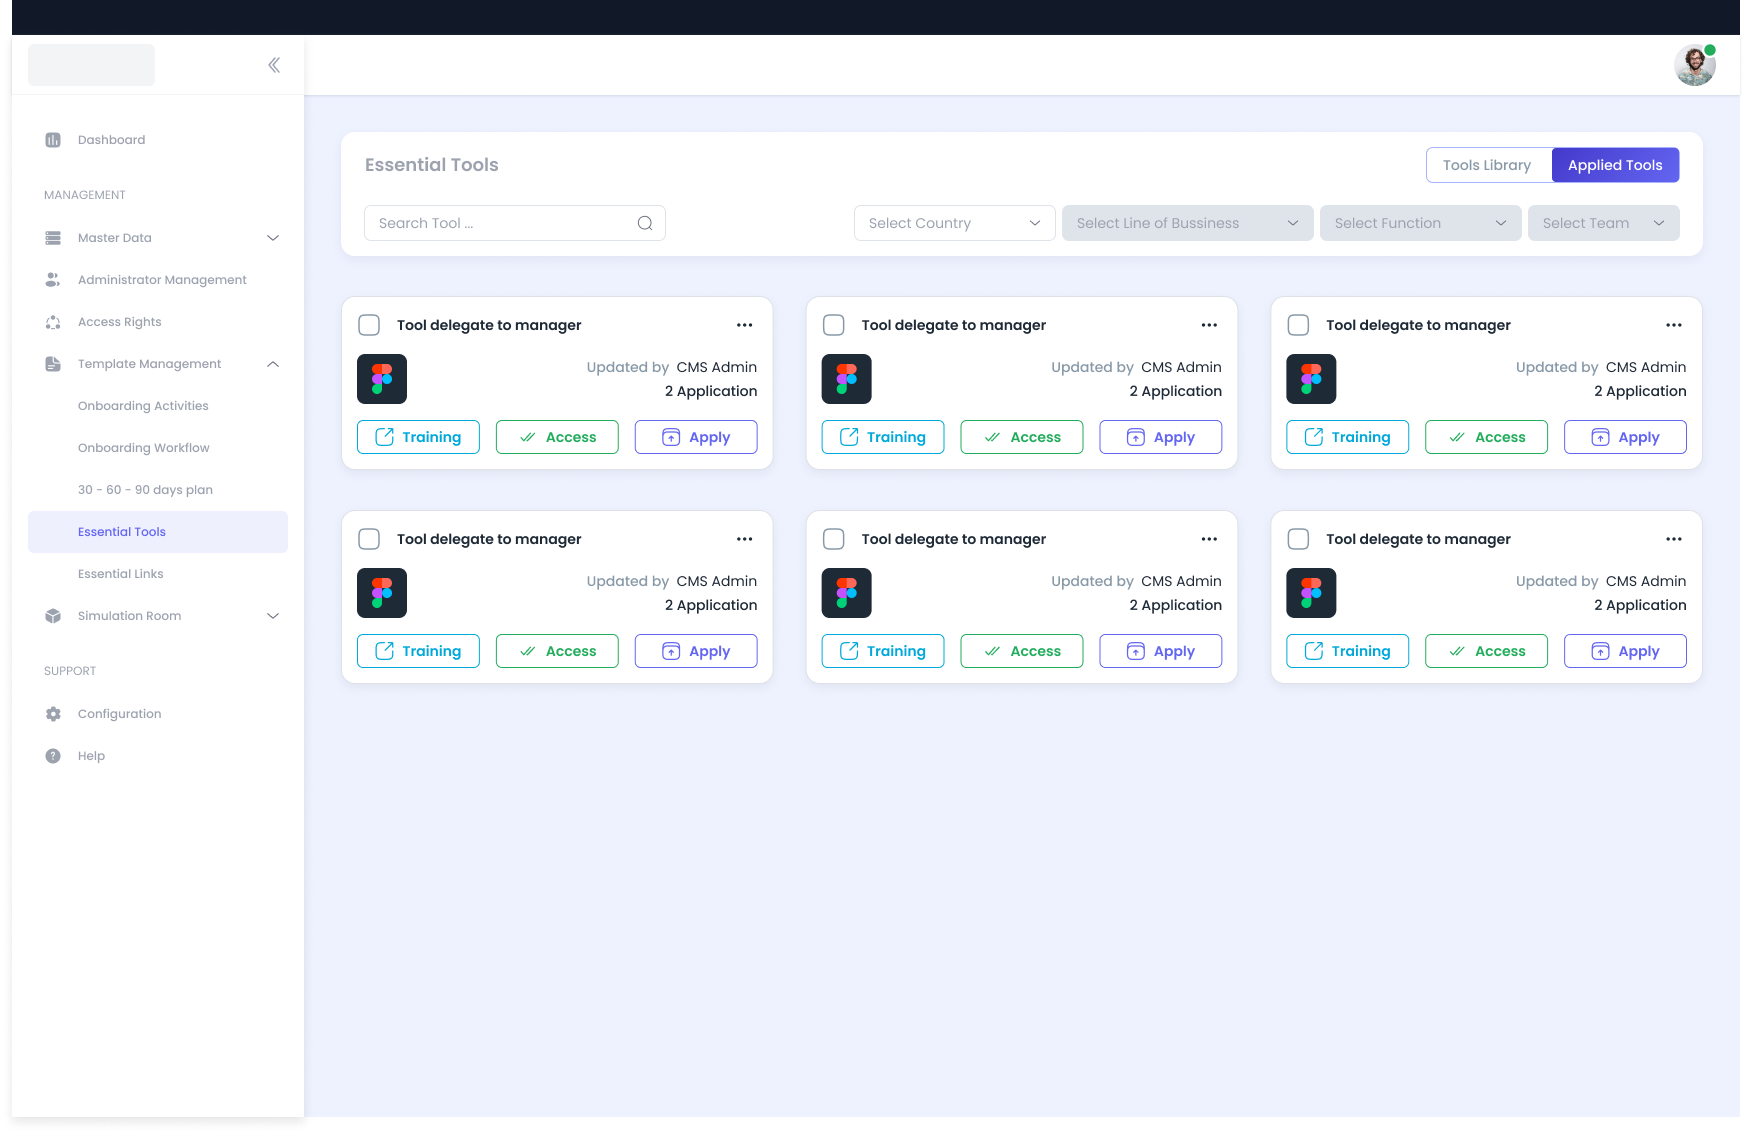 Dashboard
MANAGEMENT
Master Data
Administrator Management
Access Rights
Template Management
Onboarding Activities
Onboarding Workflow
30 - 60 - 90 days plan
Essential Tools
Essential Links
Simulation Room
SUPPORT
Configuration
Help
Essential Tools
Tools Library Applied Tools
Search Tool ... Select Country Select Line of Bussiness Select Function Select Team
Tool delegate to manager
Updated by CMS Admin
2 Application
Training Access Apply
Tool delegate to manager
Updated by CMS Admin
2 Application
Training Access Apply
Tool delegate to manager
Updated by CMS Admin
2 Application
Training Access Apply
Tool delegate to manager
Updated by CMS Admin
2 Application
Training Access Apply
Tool delegate to manager
Updated by CMS Admin
2 Application
Training Access Apply
Tool delegate to manager
Updated by CMS Admin
2 Application
Training Access Apply